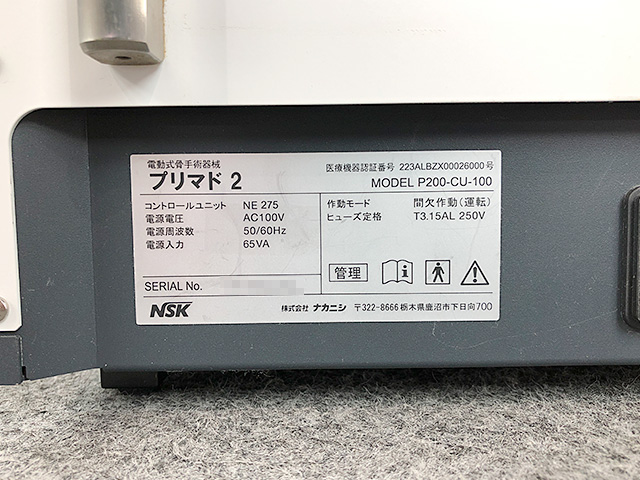 電動式骨手術器械
医療機器認証番号 223ALBZX00026000号
プリマド 2
MODEL P200-CU-100
コントロールユニット NE 275
電源電圧 AC100V
電源周波数 50/60Hz
電源入力 65VA
作動モード 間欠作動(運転)
ヒューズ定格 T3.15AL 250V
管理
SERIAL No.
NSK 株式会社 ナカニシ 〒322-8666 栃木県鹿沼市下日向700